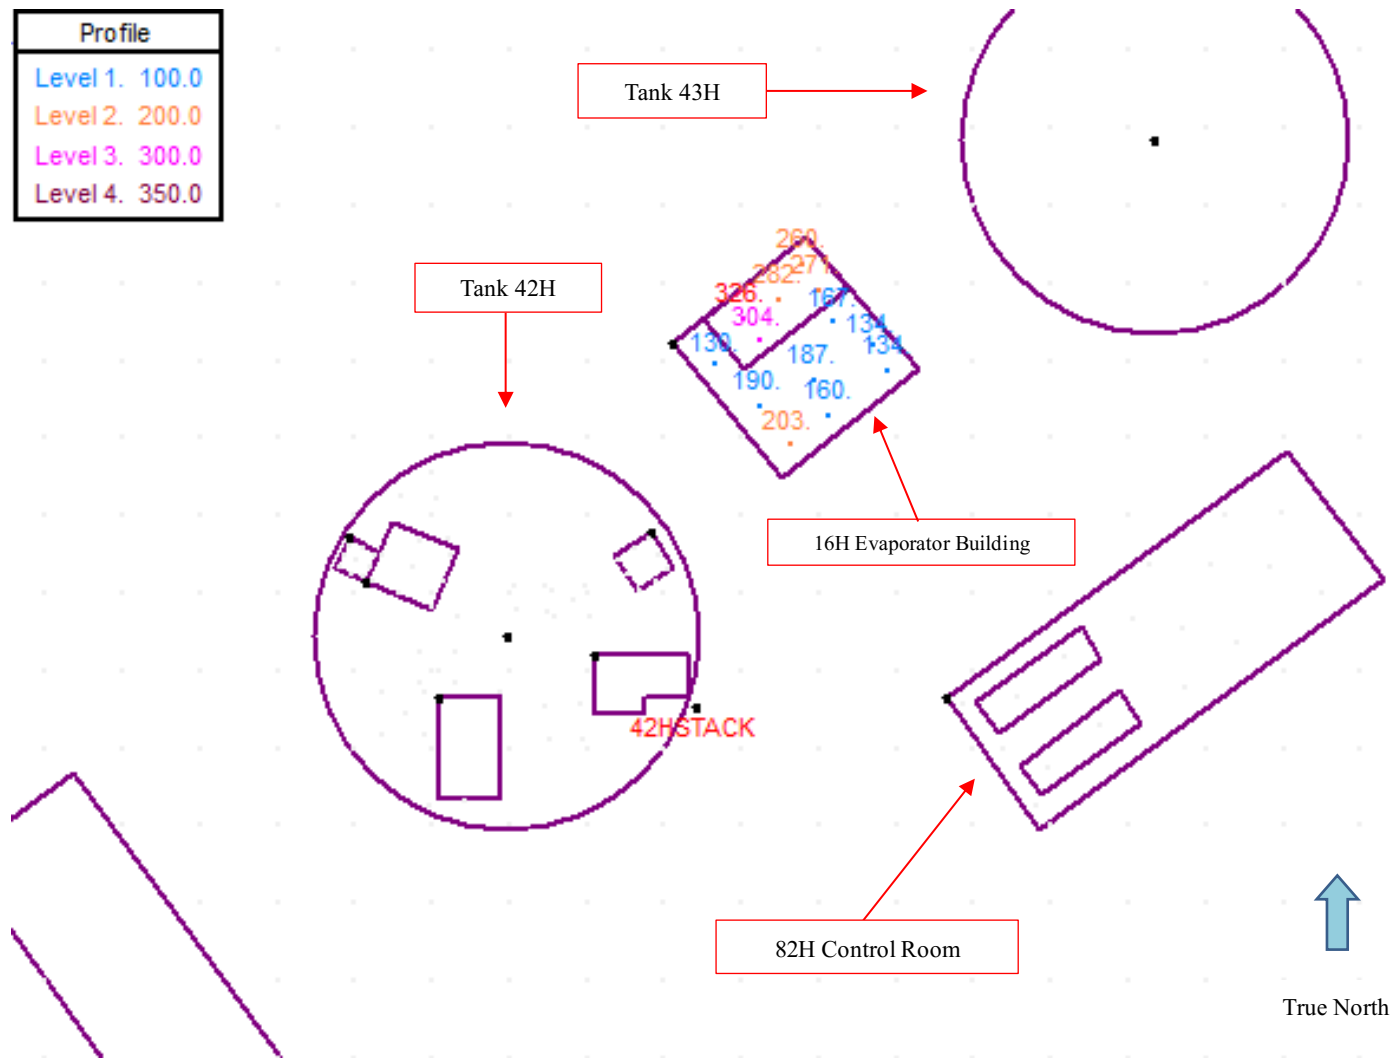 Profile
Level 1. 100.0
Level 2. 200.0
Level 3. 300.0
Level 4. 350.0
Tank 43H
Tank 42H
260.
271.
282.
326.
167.
304.
134.
130.
134.
187.
190.
160.
203.
16H Evaporator Building
42HSTACK
82H Control Room
True North